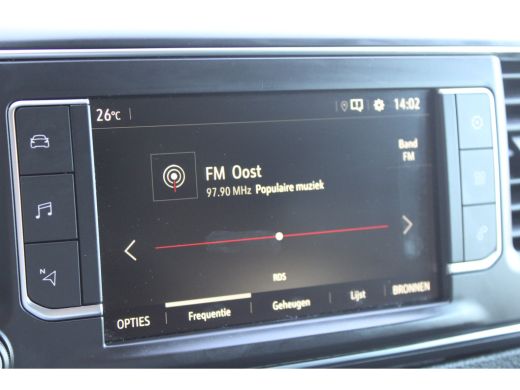 26°C 14:02
Band
FM
FM Oost
97.90 MHz Populaire muziek
RDS
OPTIES Frequentie Geheugen Lijst BRONNEN
N